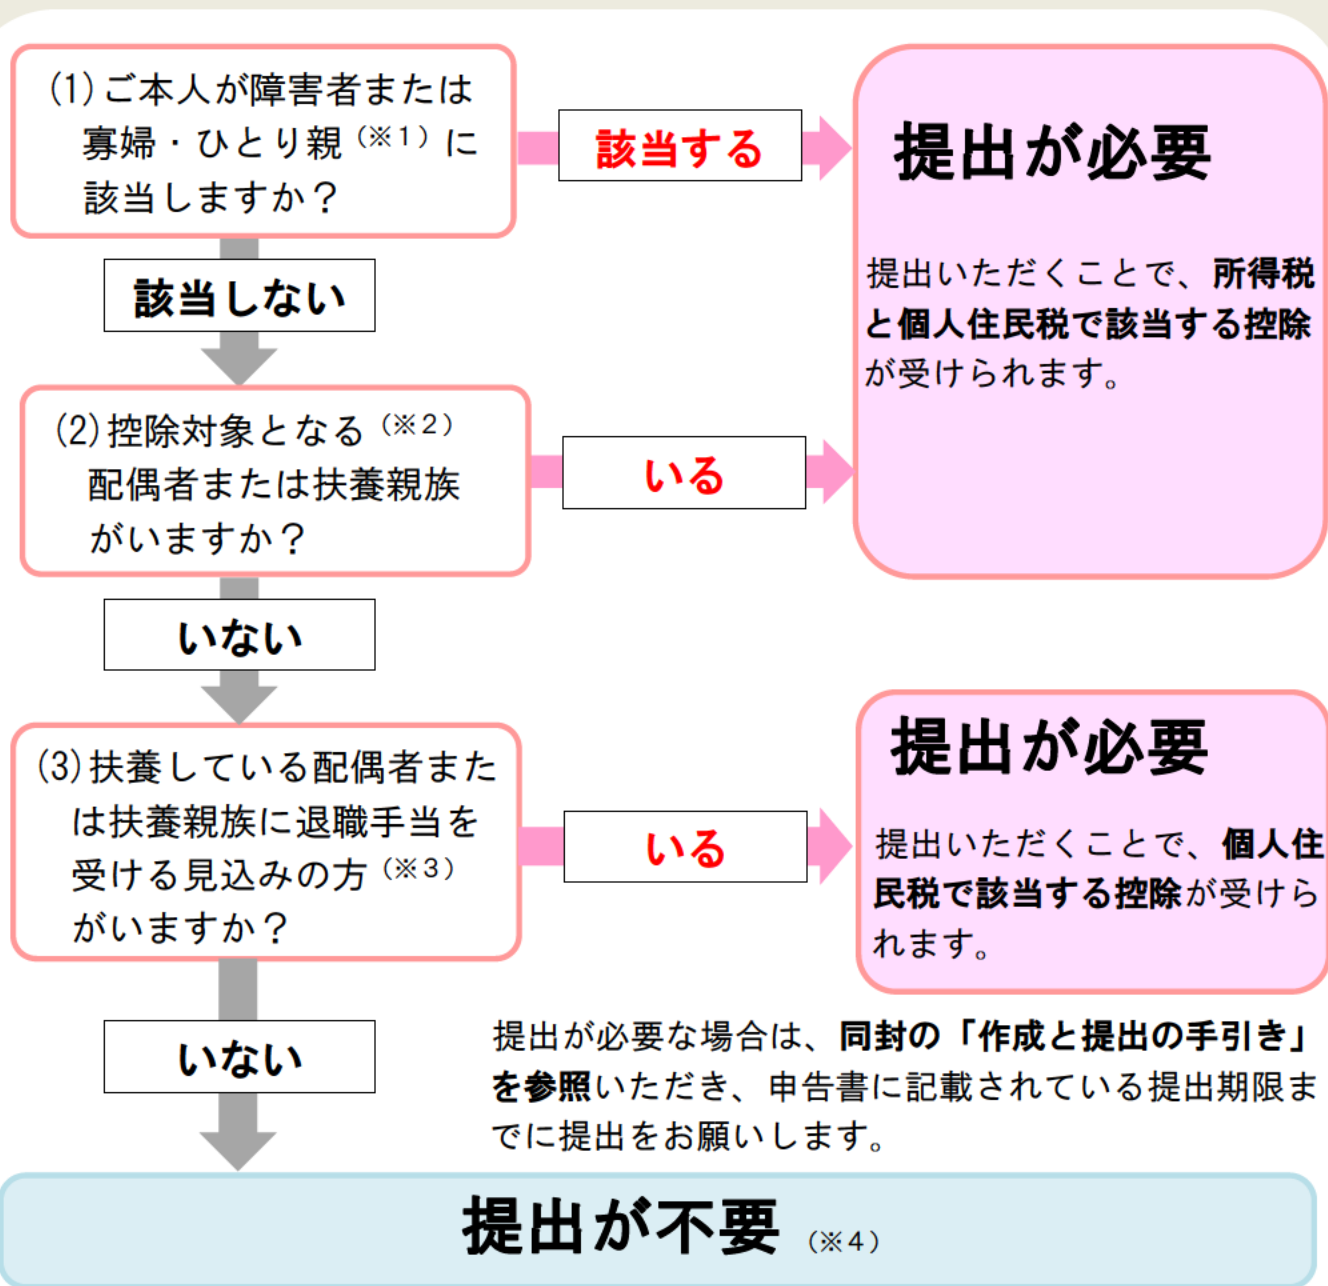 (1)ご本人が障害者または
寡婦・ひとり親(※1)に
該当しますか？
該当する
提出が必要
提出いただくことで、所得税
と個人住民税で該当する控除
が受けられます。
該当しない
(2)控除対象となる(※2)
配偶者または扶養親族
がいますか？
いる
いない
(3)扶養している配偶者また
は扶養親族に退職手当を
受ける見込みの方(※3)
がいますか？
いる
提出が必要
提出いただくことで、個人住
民税で該当する控除が受けら
れます。
いない
提出が必要な場合は、同封の「作成と提出の手引き」
を参照いただき、申告書に記載されている提出期限ま
でに提出をお願いします。
提出が不要 (※4)